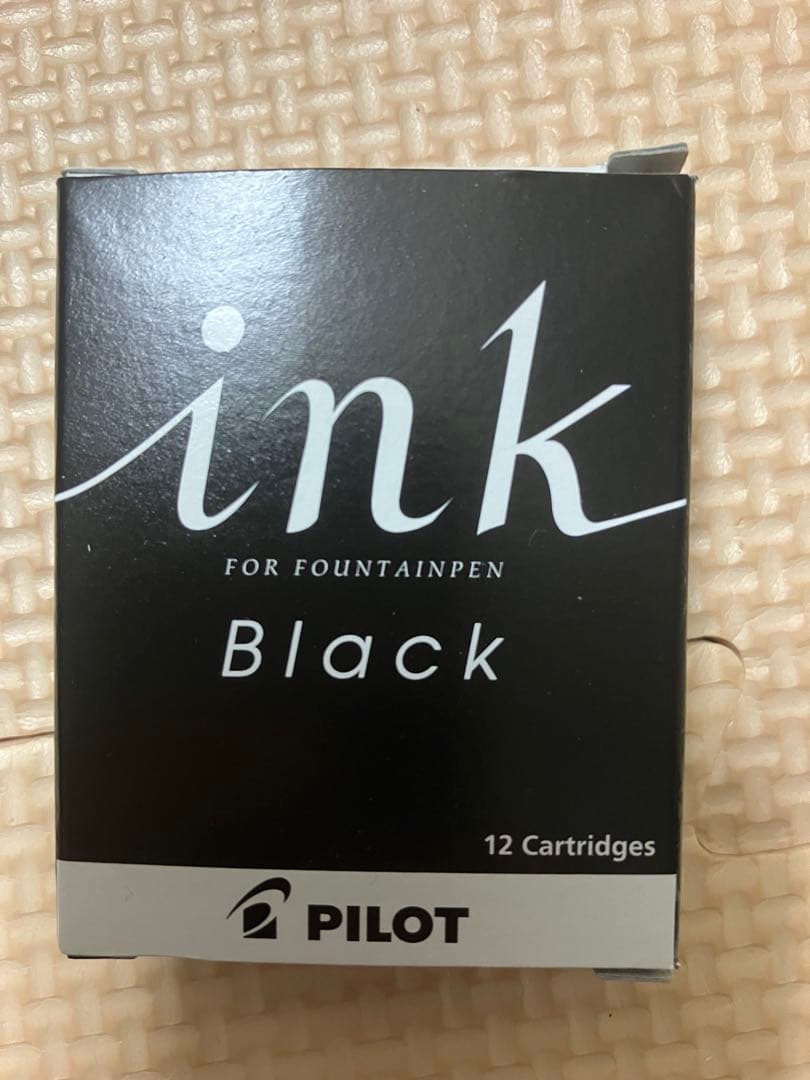 ink
FOR FOUNTAINPEN
Black
12 Cartridges
PILOT